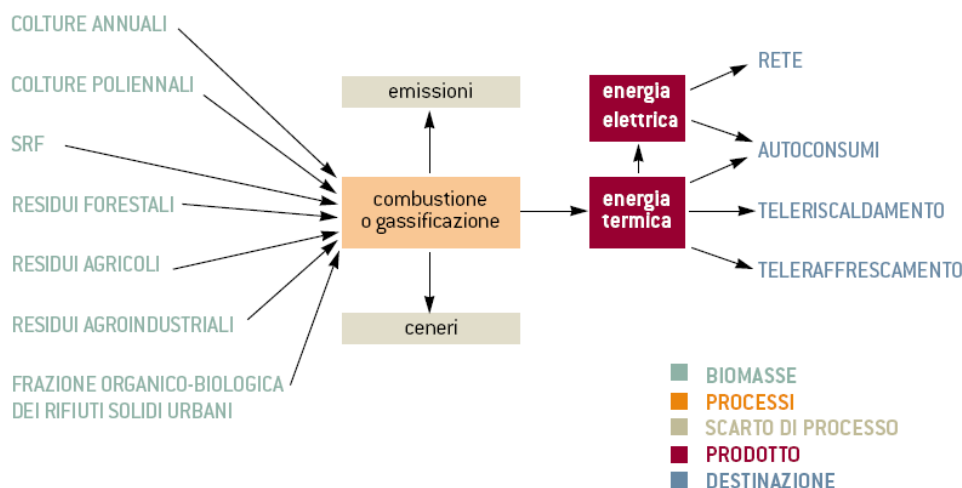 COLTURE ANNUALI
COLTURE POLIENNALI
SRF
RESIDUI FORESTALI
RESIDUI AGRICOLI
RESIDUI AGROINDUSTRIALI
FRAZIONE ORGANICO-BIOLOGICA
DEI RIFIUTI SOLIDI URBANI
emissioni
combustione
o gassificazione
ceneri
energia
elettrica
energia
termica
RETE
AUTOCONSUMI
TELERISCALDAMENTO
TELERAFFRESCAMENTO
BIOMASSE
PROCESSI
SCARTO DI PROCESSO
PRODOTTO
DESTINAZIONE